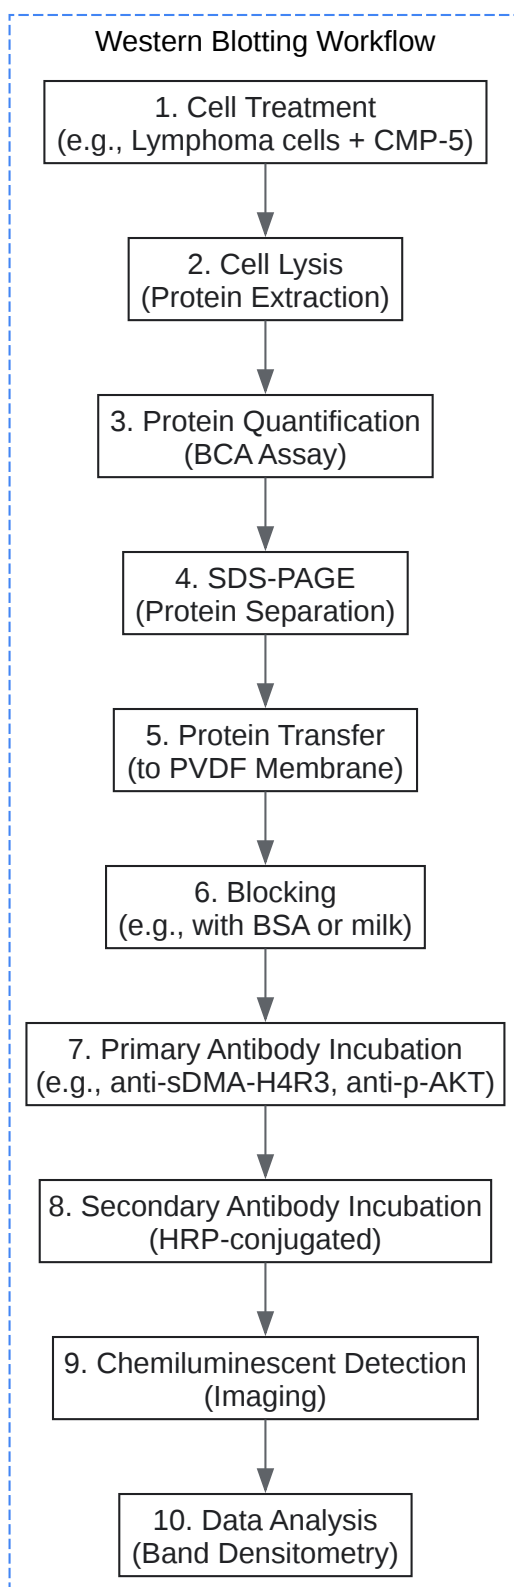 Western Blotting Workflow
1. Cell Treatment
(e.g., Lymphoma cells + CMP-5)
2. Cell Lysis
(Protein Extraction)
3. Protein Quantification
(BCA Assay)
4. SDS-PAGE
(Protein Separation)
5. Protein Transfer
(to PVDF Membrane)
6. Blocking
(e.g., with BSA or milk)
7. Primary Antibody Incubation
(e.g., anti-sDMA-H4R3, anti-p-AKT)
8. Secondary Antibody Incubation
(HRP-conjugated)
9. Chemiluminescent Detection
(Imaging)
10. Data Analysis
(Band Densitometry)